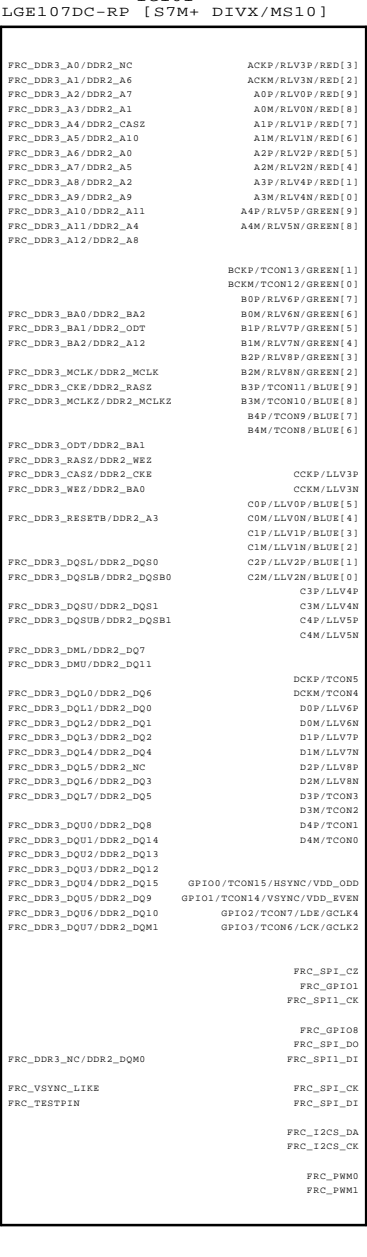 LGE107DC-RP [S7M+ DIVX/MS10]
FRC_DDR3_A0/DDR2_NC ACKP/RLV3P/RED[3]
FRC_DDR3_A1/DDR2_A6 ACKM/RLV3N/RED[2]
FRC_DDR3_A2/DDR2_A7 A0P/RLV0P/RED[9]
FRC_DDR3_A3/DDR2_A1 A0M/RLV0N/RED[8]
FRC_DDR3_A4/DDR2_CASZ A1P/RLV1P/RED[7]
FRC_DDR3_A5/DDR2_A10 A1M/RLV1N/RED[6]
FRC_DDR3_A6/DDR2_A0 A2P/RLV2P/RED[5]
FRC_DDR3_A7/DDR2_A5 A2M/RLV2N/RED[4]
FRC_DDR3_A8/DDR2_A2 A3P/RLV4P/RED[1]
FRC_DDR3_A9/DDR2_A9 A3M/RLV4N/RED[0]
FRC_DDR3_A10/DDR2_A11 A4P/RLV5P/GREEN[9]
FRC_DDR3_A11/DDR2_A4 A4M/RLV5N/GREEN[8]
FRC_DDR3_A12/DDR2_A8
BCKP/TCON13/GREEN[1]
BCKM/TCON12/GREEN[0]
B0P/RLV6P/GREEN[7]
FRC_DDR3_BA0/DDR2_BA2 B0M/RLV6N/GREEN[6]
FRC_DDR3_BA1/DDR2_ODT B1P/RLV7P/GREEN[5]
FRC_DDR3_BA2/DDR2_A12 B1M/RLV7N/GREEN[4]
B2P/RLV8P/GREEN[3]
FRC_DDR3_MCLK/DDR2_MCLK B2M/RLV8N/GREEN[2]
FRC_DDR3_CKE/DDR2_RASZ B3P/TCON11/BLUE[9]
FRC_DDR3_MCLKZ/DDR2_MCLKZ B3M/TCON10/BLUE[8]
B4P/TCON9/BLUE[7]
B4M/TCON8/BLUE[6]
FRC_DDR3_ODT/DDR2_BA1
FRC_DDR3_RASZ/DDR2_WEZ
FRC_DDR3_CASZ/DDR2_CKE CCKP/LLV3P
FRC_DDR3_WEZ/DDR2_BA0 CCKM/LLV3N
C0P/LLV0P/BLUE[5]
FRC_DDR3_RESETB/DDR2_A3 C0M/LLV0N/BLUE[4]
C1P/LLV1P/BLUE[3]
C1M/LLV1N/BLUE[2]
FRC_DDR3_DQSL/DDR2_DQS0 C2P/LLV2P/BLUE[1]
FRC_DDR3_DQSLB/DDR2_DQSB0 C2M/LLV2N/BLUE[0]
C3P/LLV4P
FRC_DDR3_DQSU/DDR2_DQS1 C3M/LLV4N
FRC_DDR3_DQSUB/DDR2_DQSB1 C4P/LLV5P
C4M/LLV5N
FRC_DDR3_DML/DDR2_DQ7
FRC_DDR3_DMU/DDR2_DQ11
DCKP/TCON5
FRC_DDR3_DQL0/DDR2_DQ6 DCKM/TCON4
FRC_DDR3_DQL1/DDR2_DQ0 D0P/LLV6P
FRC_DDR3_DQL2/DDR2_DQ1 D0M/LLV6N
FRC_DDR3_DQL3/DDR2_DQ2 D1P/LLV7P
FRC_DDR3_DQL4/DDR2_DQ4 D1M/LLV7N
FRC_DDR3_DQL5/DDR2_NC D2P/LLV8P
FRC_DDR3_DQL6/DDR2_DQ3 D2M/LLV8N
FRC_DDR3_DQL7/DDR2_DQ5 D3P/TCON3
D3M/TCON2
FRC_DDR3_DQU0/DDR2_DQ8 D4P/TCON1
FRC_DDR3_DQU1/DDR2_DQ14 D4M/TCON0
FRC_DDR3_DQU2/DDR2_DQ13
FRC_DDR3_DQU3/DDR2_DQ12
FRC_DDR3_DQU4/DDR2_DQ15 GPIO0/TCON15/HSYNC/VDD_ODD
FRC_DDR3_DQU5/DDR2_DQ9 GPIO1/TCON14/VSYNC/VDD_EVEN
FRC_DDR3_DQU6/DDR2_DQ10 GPIO2/TCON7/LDE/GCLK4
FRC_DDR3_DQU7/DDR2_DQM1 GPIO3/TCON6/LCK/GCLK2
FRC_SPI_CZ
FRC_GPIO1
FRC_SPI1_CK
FRC_GPIO8
FRC_SPI_DO
FRC_DDR3_NC/DDR2_DQM0 FRC_SPI1_DI
FRC_VSYNC_LIKE FRC_SPI_CK
FRC_TESTPIN FRC_SPI_DI
FRC_I2CS_DA
FRC_I2CS_CK
FRC_PWM0
FRC_PWM1